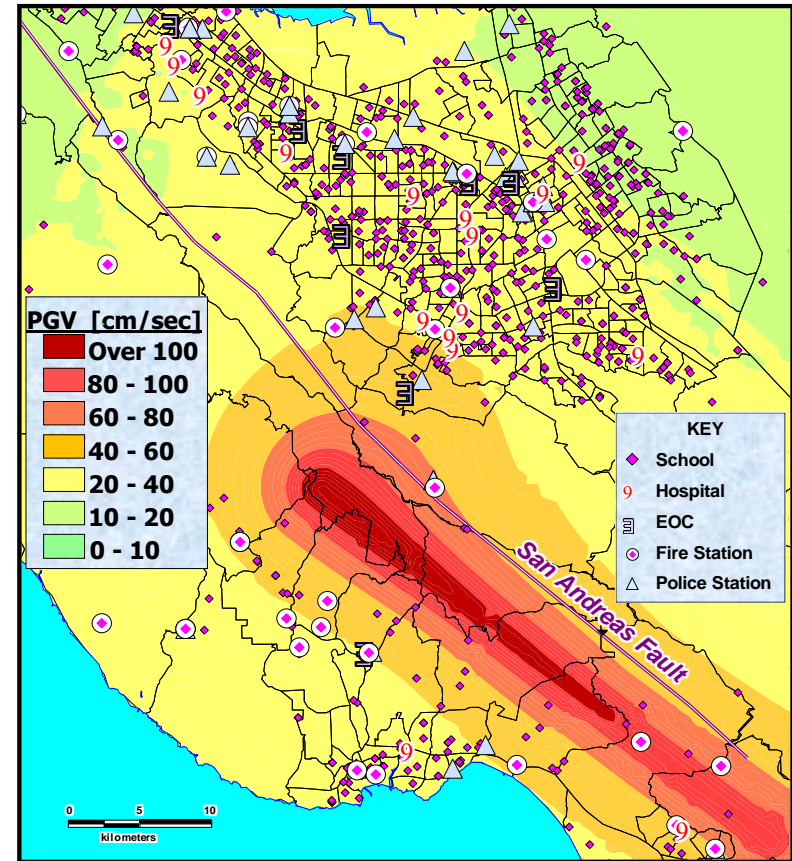 PGV [cm/sec]
Over 100
80 - 100
60 - 80
40 - 60
20 - 40
10 - 20
0 - 10
KEY
School
9 Hospital
E EOC
Fire Station
Police Station
San Andreas Fault
0 5 10
kilometers